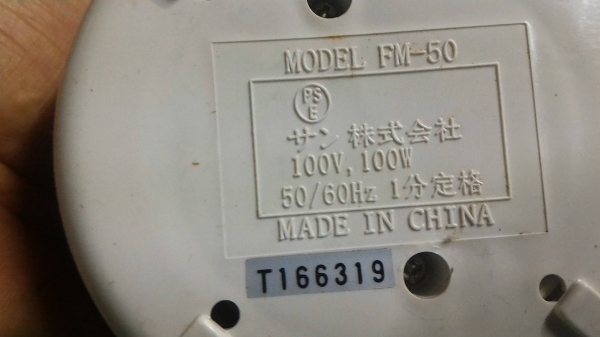 MODEL FM-50
PS
E
サン株式会社
100V, 100W
50/60Hz 1分定格
MADE IN CHINA
T166319